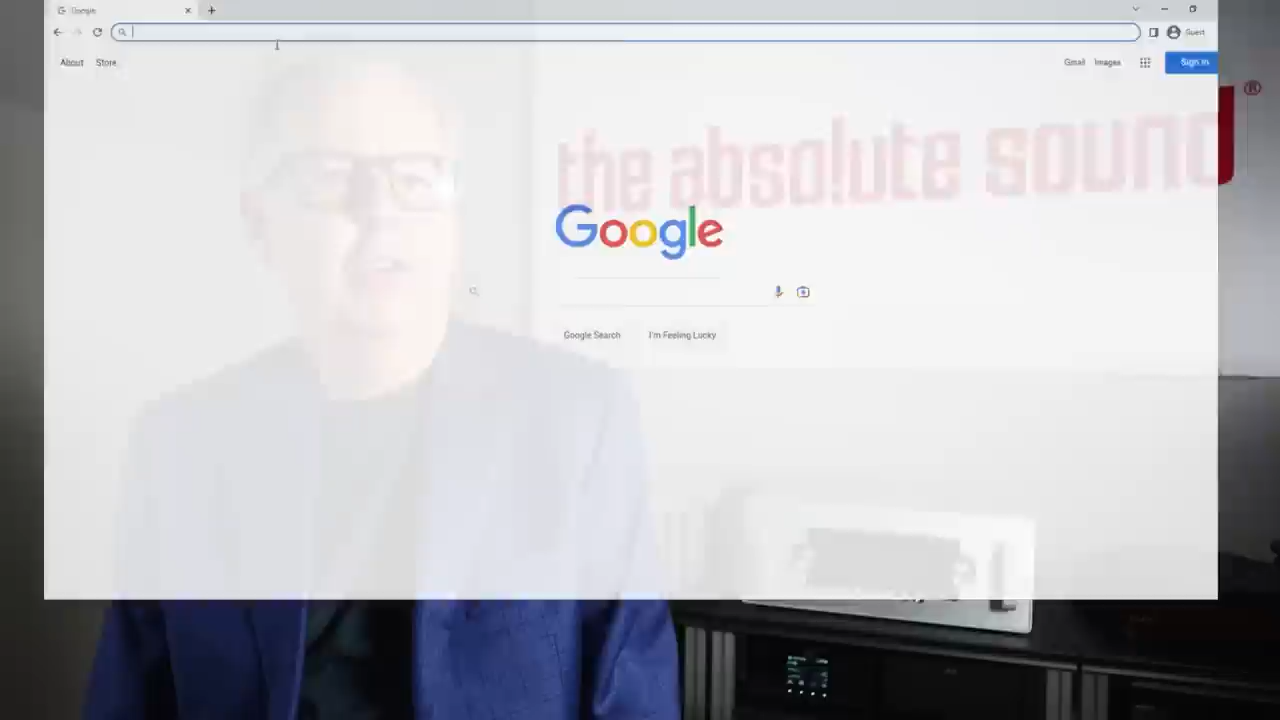 Google
Guest
About Store
Gmail Images
Sign in
®
the absolute sound
Google
Google Search I'm Feeling Lucky